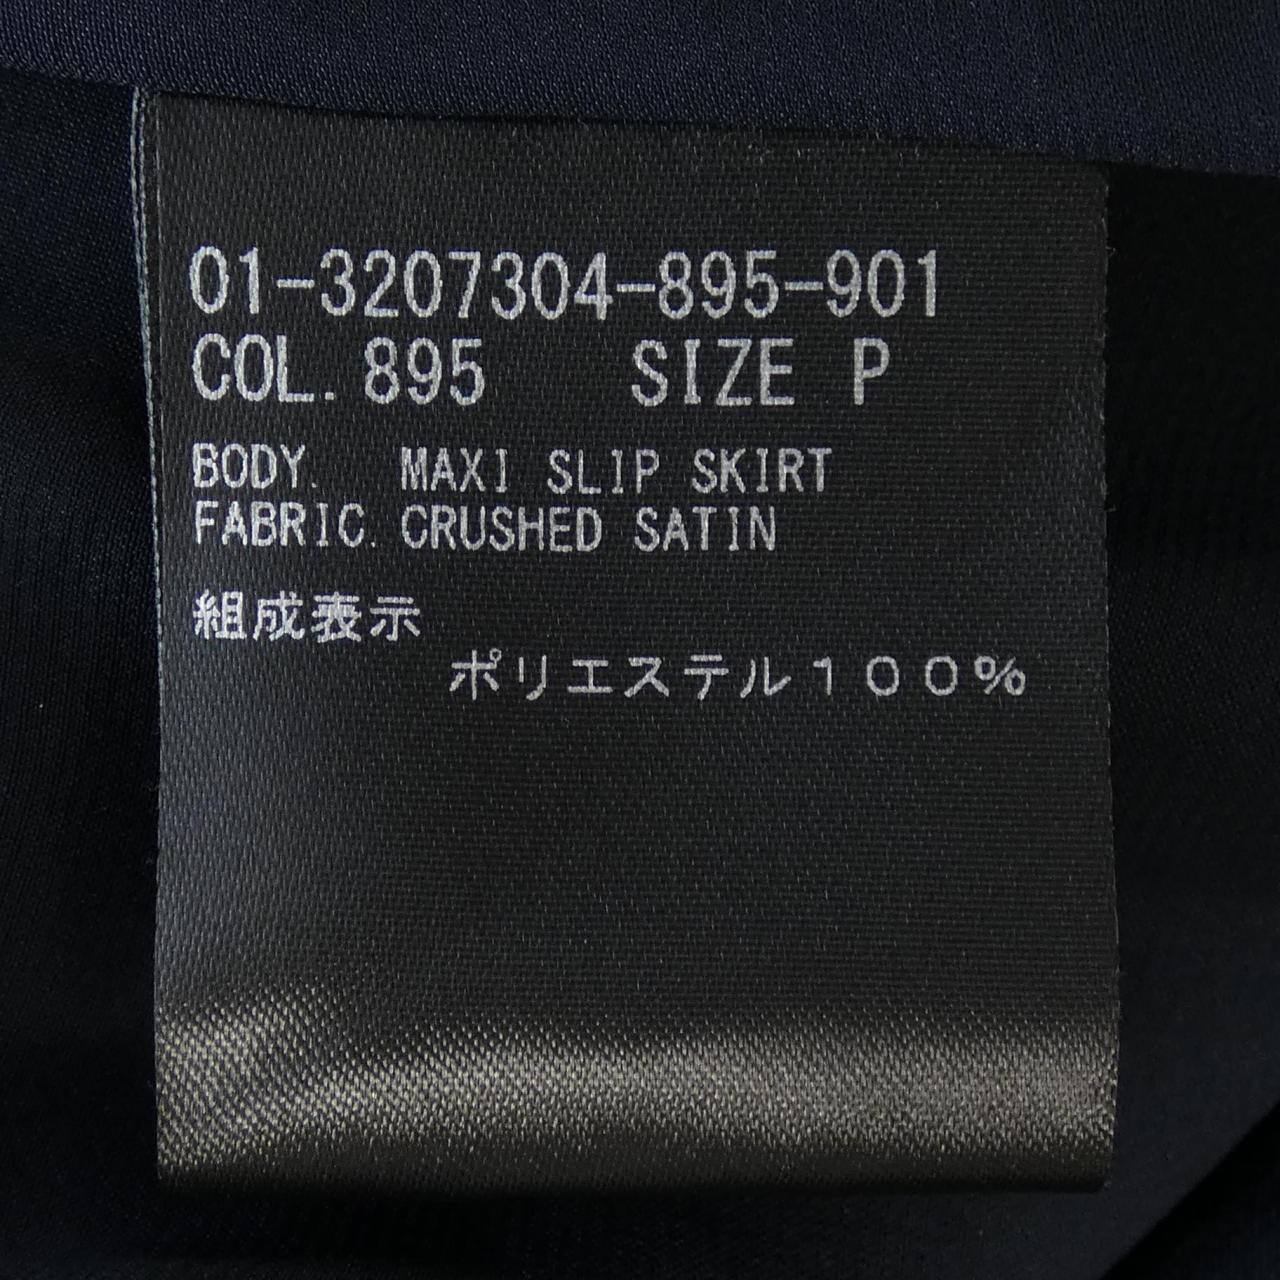 01-3207304-895-901
COL. 895 SIZE P
BODY. MAXI SLIP SKIRT
FABRIC. CRUSHED SATIN
組成表示
ポリエステル１００％